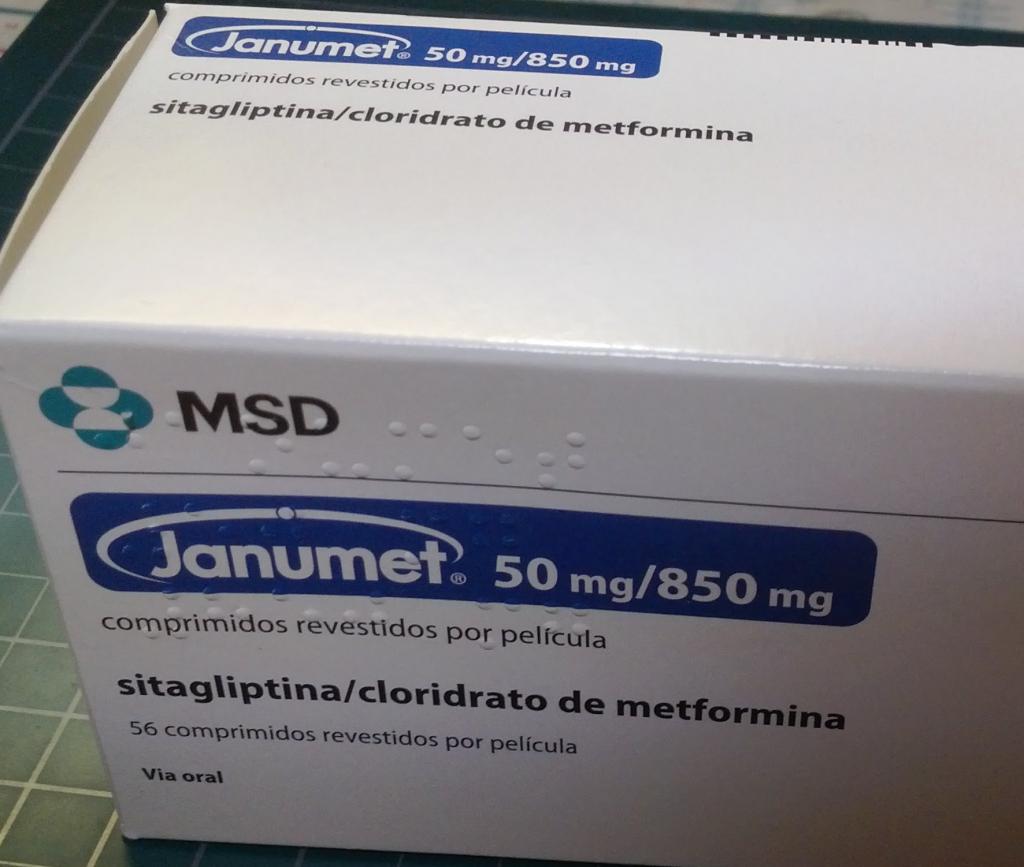 Janumet® 50 mg/850 mg
comprimidos revestidos por película
sitagliptina/cloridrato de metformina
MSD
Janumet® 50 mg/850 mg
comprimidos revestidos por película
sitagliptina/cloridrato de metformina
56 comprimidos revestidos por película
Via oral